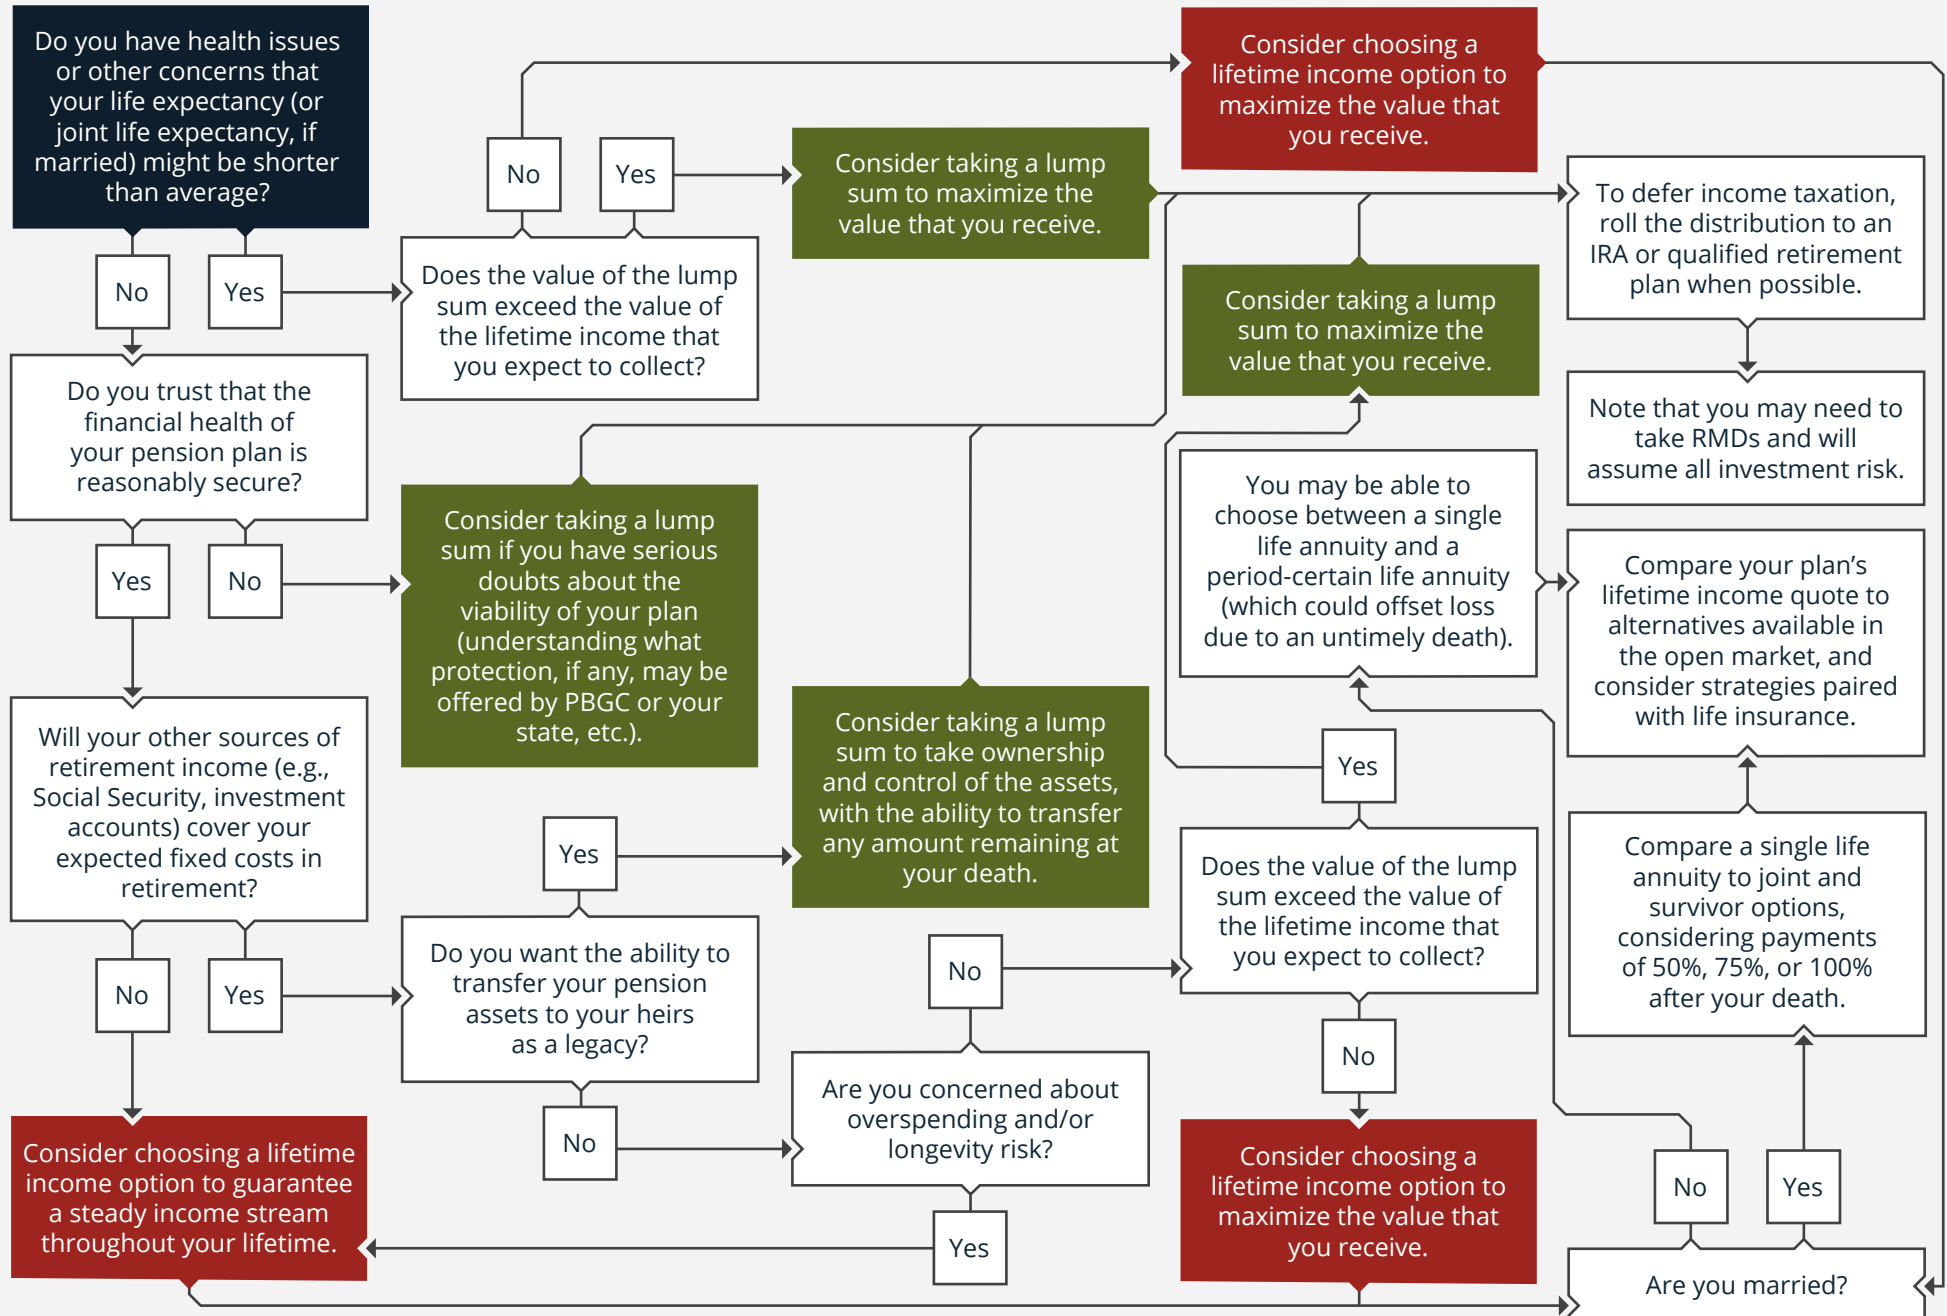 Do you have health issues
or other concerns that
your life expectancy (or
joint life expectancy, if
married) might be shorter
than average?
No
Yes
Does the value of the lump
sum exceed the value of
the lifetime income that
you expect to collect?
No
Yes
Consider taking a lump
sum to maximize the
value that you receive.
Consider choosing a
lifetime income option to
maximize the value that
you receive.
To defer income taxation,
roll the distribution to an
IRA or qualified retirement
plan when possible.
Consider taking a lump
sum to maximize the
value that you receive.
Note that you may need to
take RMDs and will
assume all investment risk.
Do you trust that the
financial health of
your pension plan is
reasonably secure?
Yes
No
Consider taking a lump
sum if you have serious
doubts about the
viability of your plan
(understanding what
protection, if any, may be
offered by PBGC or your
state, etc.).
You may be able to
choose between a single
life annuity and a
period-certain life annuity
(which could offset loss
due to an untimely death).
Compare your plan’s
lifetime income quote to
alternatives available in
the open market, and
consider strategies paired
with life insurance.
Will your other sources of
retirement income (e.g.,
Social Security, investment
accounts) cover your
expected fixed costs in
retirement?
No
Yes
Do you want the ability to
transfer your pension
assets to your heirs
as a legacy?
Yes
No
Consider taking a lump
sum to take ownership
and control of the assets,
with the ability to transfer
any amount remaining at
your death.
Are you concerned about
overspending and/or
longevity risk?
No
Yes
Does the value of the lump
sum exceed the value of
the lifetime income that
you expect to collect?
Yes
No
Compare a single life
annuity to joint and
survivor options,
considering payments
of 50%, 75%, or 100%
after your death.
Consider choosing a lifetime
income option to guarantee
a steady income stream
throughout your lifetime.
Consider choosing a
lifetime income option to
maximize the value that
you receive.
No
Yes
Are you married?